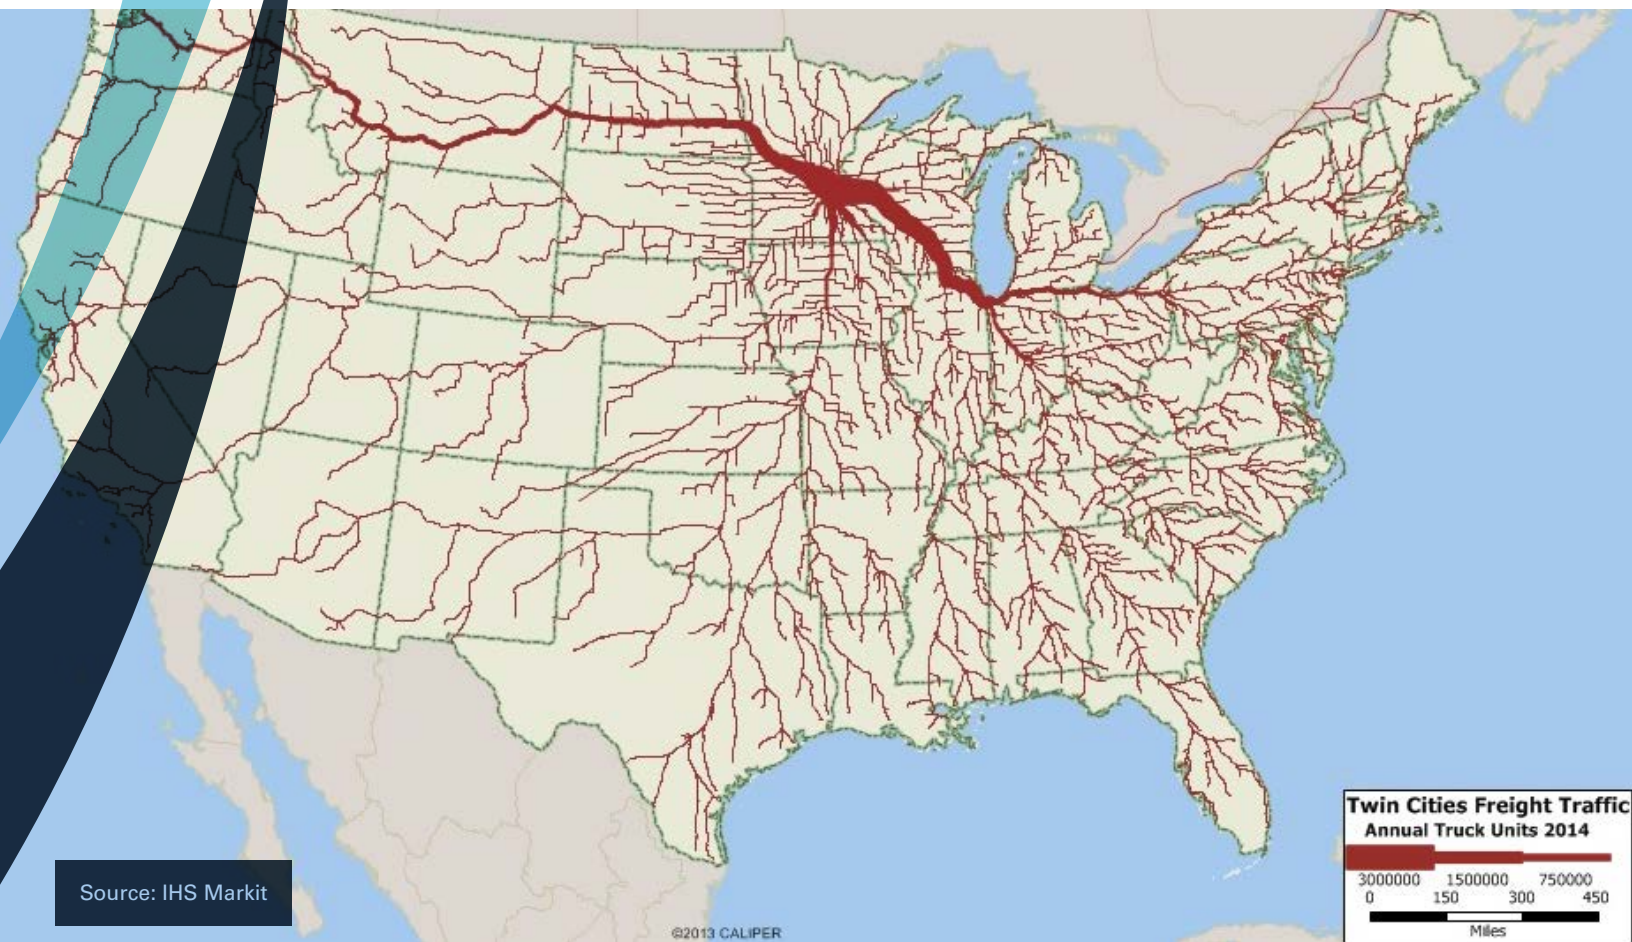 Source: IHS Markit
©2013 CALIPER
Twin Cities Freight Traffic
Annual Truck Units 2014
3000000 1500000 750000
0 150 300 450
Miles